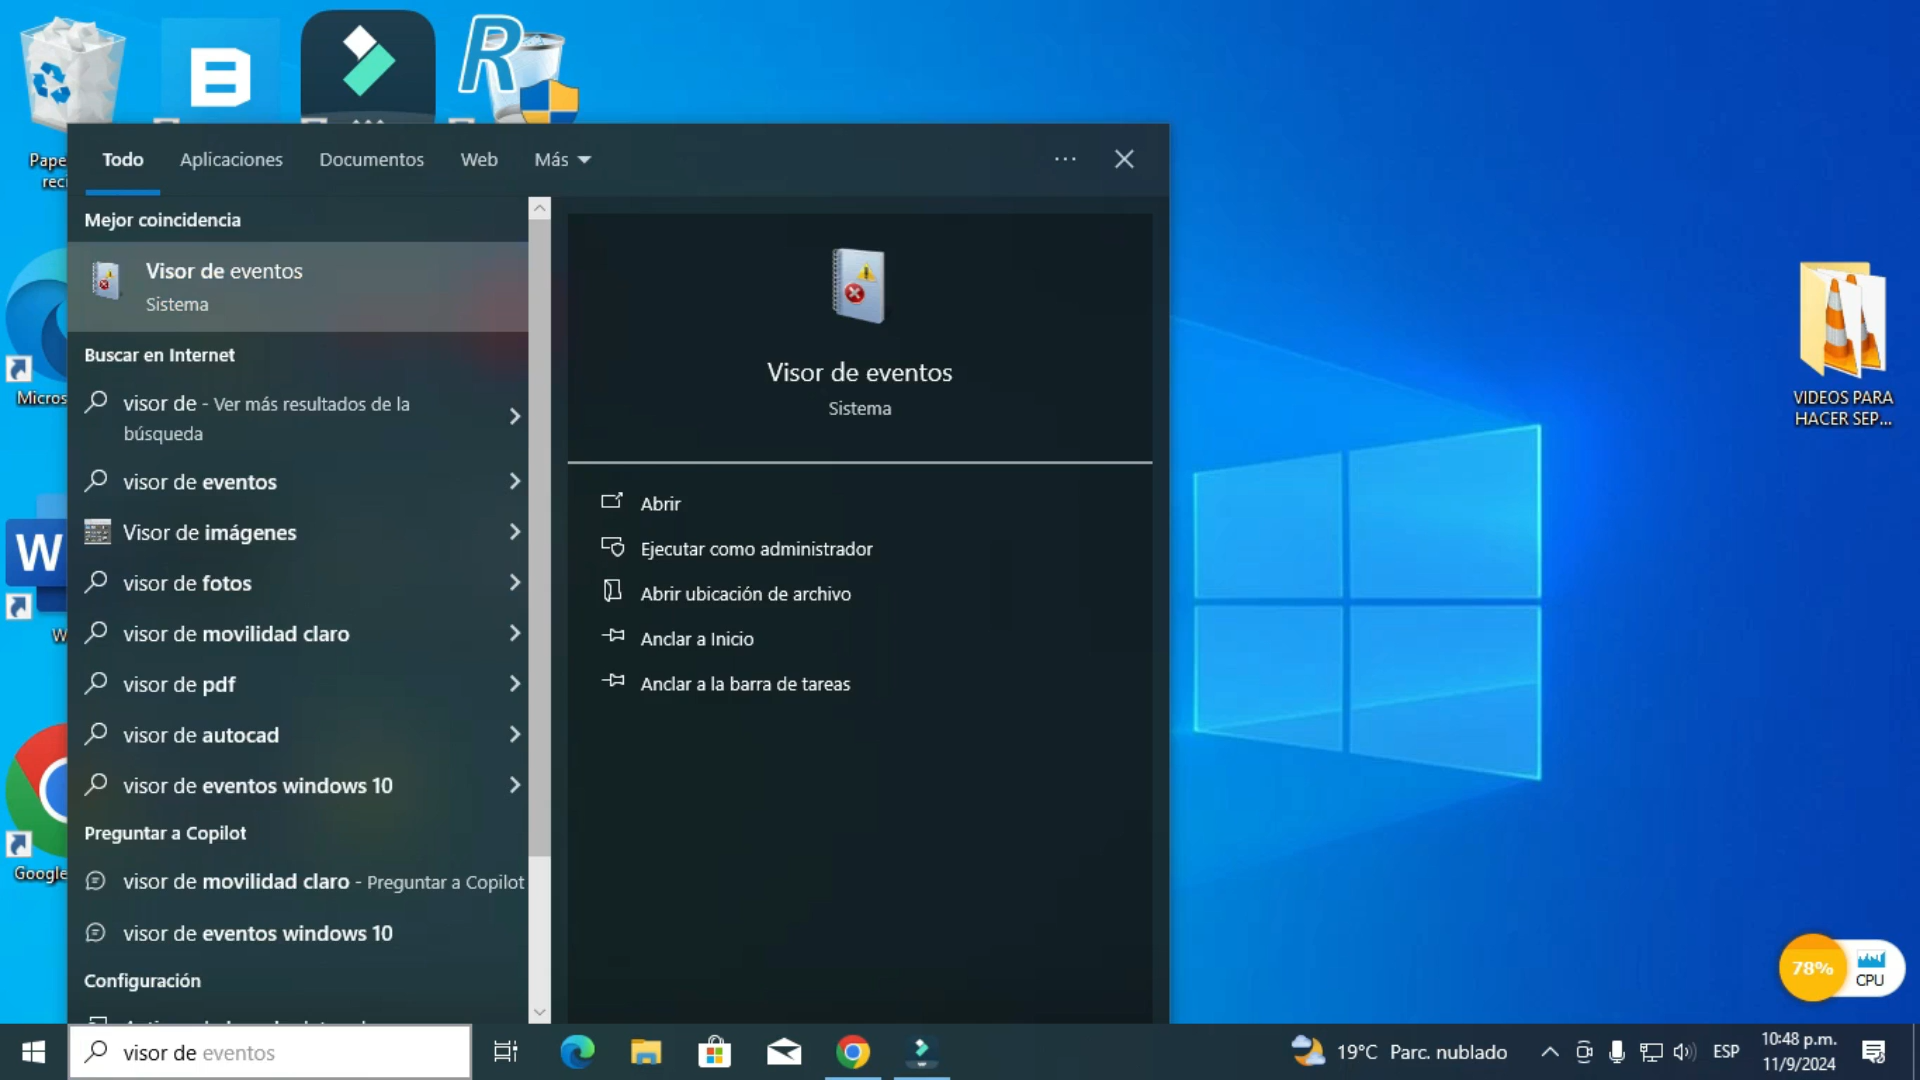 Todo
Aplicaciones
Documentos
Web
Más
Mejor coincidencia
Visor de eventos
Sistema
Buscar en Internet
visor de - Ver más resultados de la
búsqueda
visor de eventos
Visor de imágenes
visor de fotos
visor de movilidad claro
visor de pdf
visor de autocad
visor de eventos windows 10
Preguntar a Copilot
visor de movilidad claro - Preguntar a Copilot
visor de eventos windows 10
Configuración
Visor de eventos
Sistema
Abrir
Ejecutar como administrador
Abrir ubicación de archivo
Anclar a Inicio
Anclar a la barra de tareas
Pape
reci
R
Micros
W
W
Google
VIDEOS PARA
HACER SEP...
78%
CPU
visor de eventos
19°C Parc. nublado
ESP
10:48 p.m.
11/9/2024